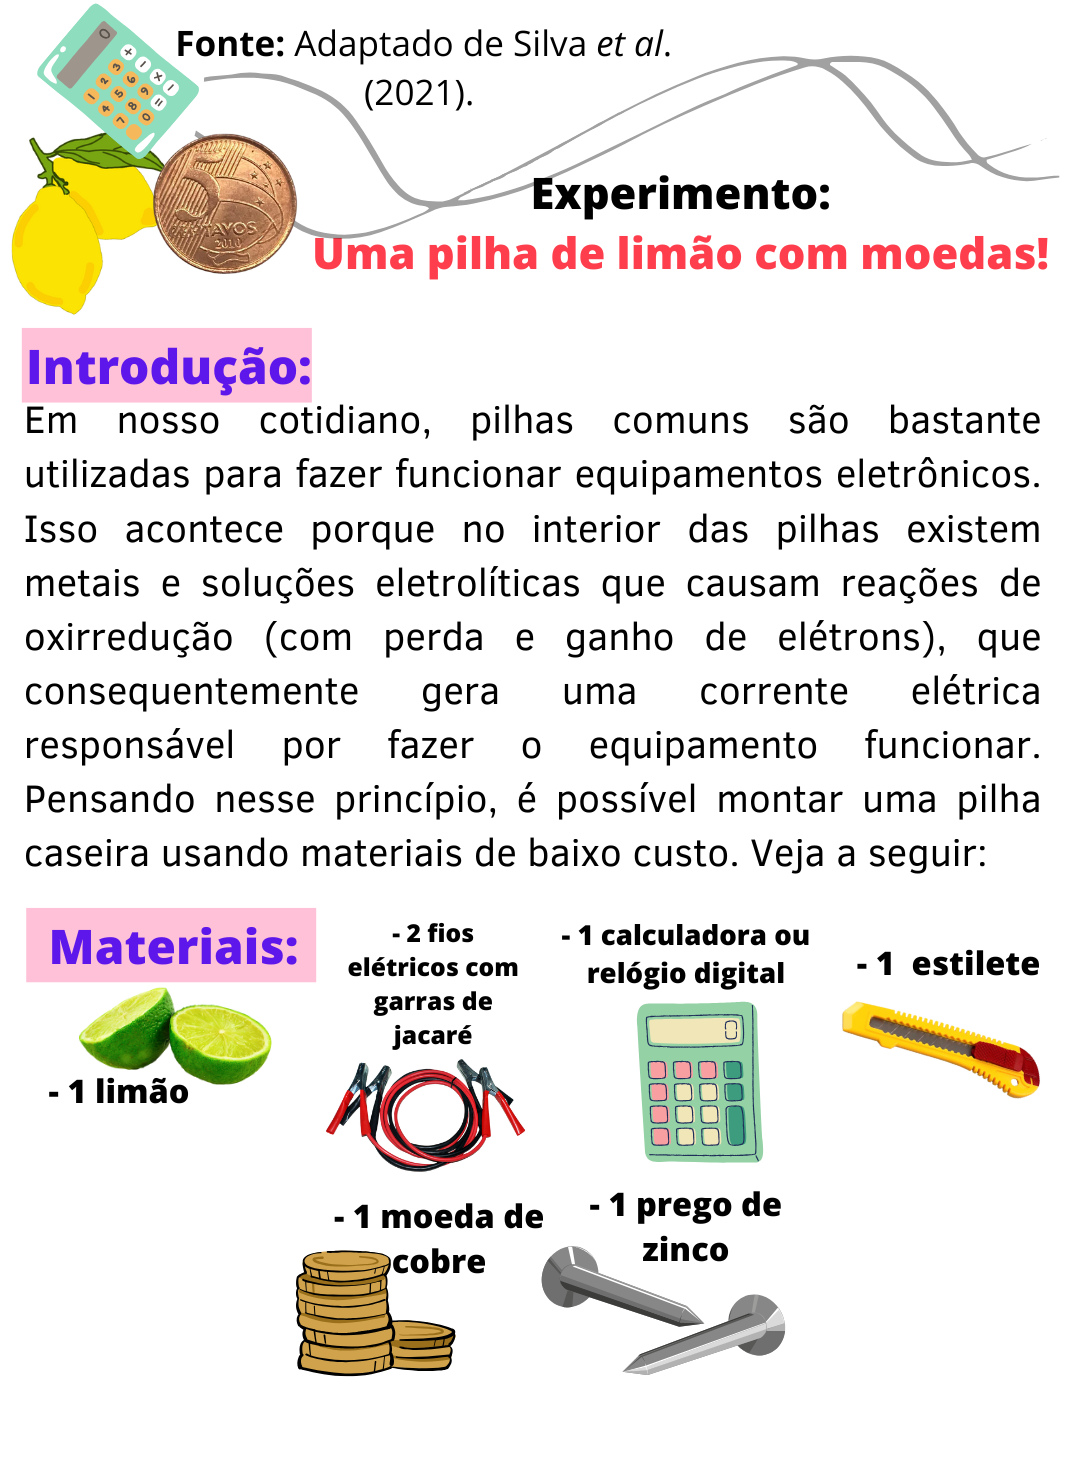 Fonte: Adaptado de Silva et al.
(2021).
5
CENTAVOS
2010
Experimento:
Uma pilha de limão com moedas!
Introdução:
Em nosso cotidiano, pilhas comuns são bastante
utilizadas para fazer funcionar equipamentos eletrônicos.
Isso acontece porque no interior das pilhas existem
metais e soluções eletrolíticas que causam reações de
oxirredução (com perda e ganho de elétrons), que
consequentemente gera uma corrente elétrica
responsável por fazer o equipamento funcionar.
Pensando nesse princípio, é possível montar uma pilha
caseira usando materiais de baixo custo. Veja a seguir:
Materiais:
- 1 limão
- 2 fios
elétricos com
garras de
jacaré
- 1 calculadora ou
relógio digital
0
- 1  estilete
- 1 moeda de
cobre
- 1 prego de
zinco